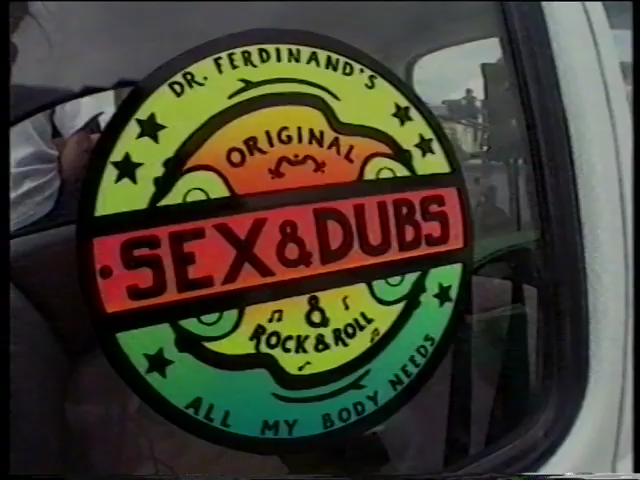 DR. FERDINAND'S
ORIGINAL
SEX & DUBS
&
ROCK & ROLL
ALL MY BODY NEEDS